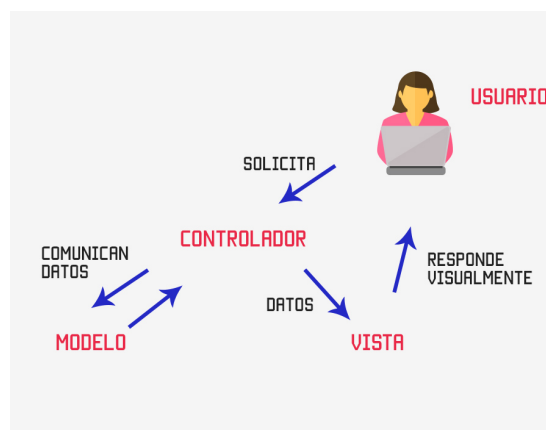 USUARIO
SOLICITA
CONTROLADOR
COMUNICAN
DATOS
RESPONDE
VISUALMENTE
DATOS
MODELO
VISTA